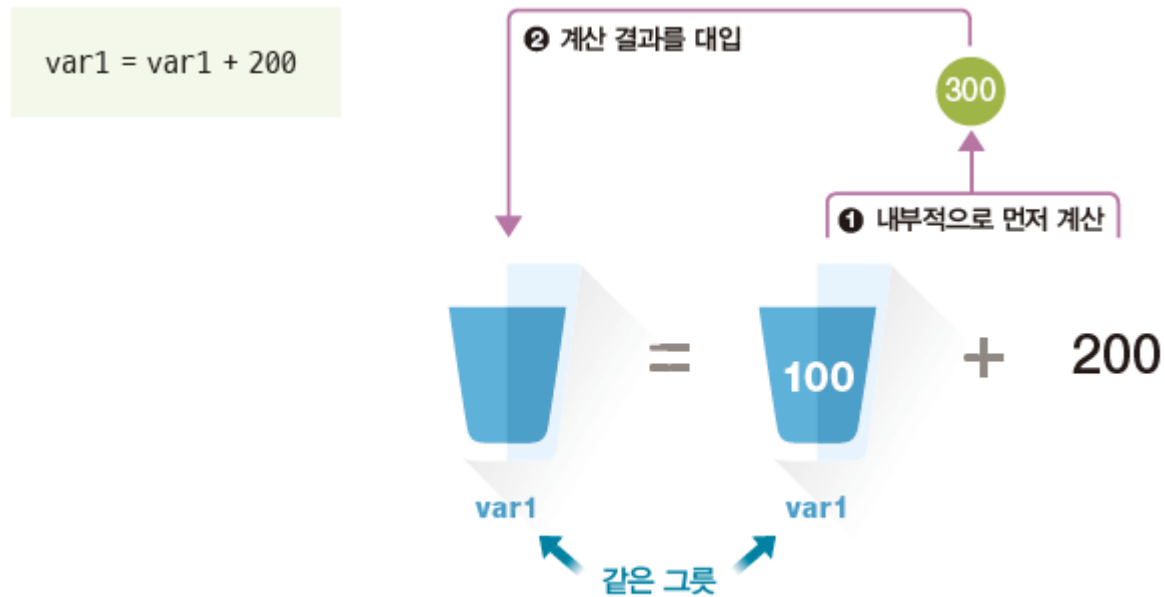 var1 = var1 + 200
❷ 계산 결과를 대입
300
❶ 내부적으로 먼저 계산
= 100 + 200
var1 var1
같은 그릇